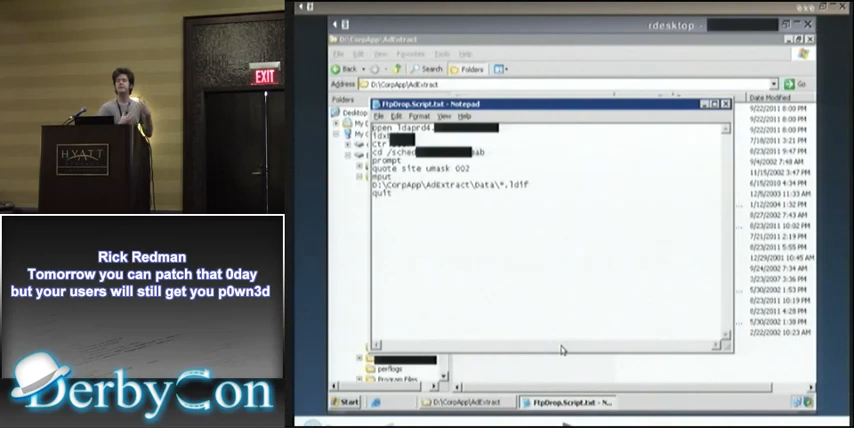 EXIT
HYATT
Rick Redman
Tomorrow you can patch that 0day
but your users will still get you p0wn3d
DerbyCon
rdesktop -
D:\CorpApp\AdExtract
File Edit View Favorites Tools Help
Back Search Folders
Address D:\CorpApp\AdExtract Go
Folders
Desktop
Date Modified
9/22/2011 8:00 PM
9/22/2011 8:00 PM
9/22/2011 8:00 PM
7/18/2011 3:21 PM
8/23/2011 9:47 PM
9/4/2002 7:48 AM
11/15/2002 3:47 PM
6/15/2010 4:34 PM
12/5/2003 11:33 AM
1/12/2004 1:32 PM
8/27/2002 7:43 AM
8/23/2011 10:02 PM
7/21/2011 2:19 PM
8/23/2011 5:55 PM
12/29/2001 10:45 AM
9/24/2002 7:34 AM
3/23/2007 3:36 PM
5/30/2002 1:53 PM
8/23/2011 10:19 PM
8/23/2011 4:28 PM
5/30/2002 1:38 PM
2/22/2002 10:23 AM
FtpDrop.Script.txt - Notepad
File Edit Format View Help
open ldaprd4.
idx
ctr
cd /sched ab
prompt
quote site umask 002
mput
D:\CorpApp\AdExtract\Data\*.ldif
quit
perflogs
Program Files
Start D:\CorpApp\AdExtract FtpDrop.Script.txt - N...